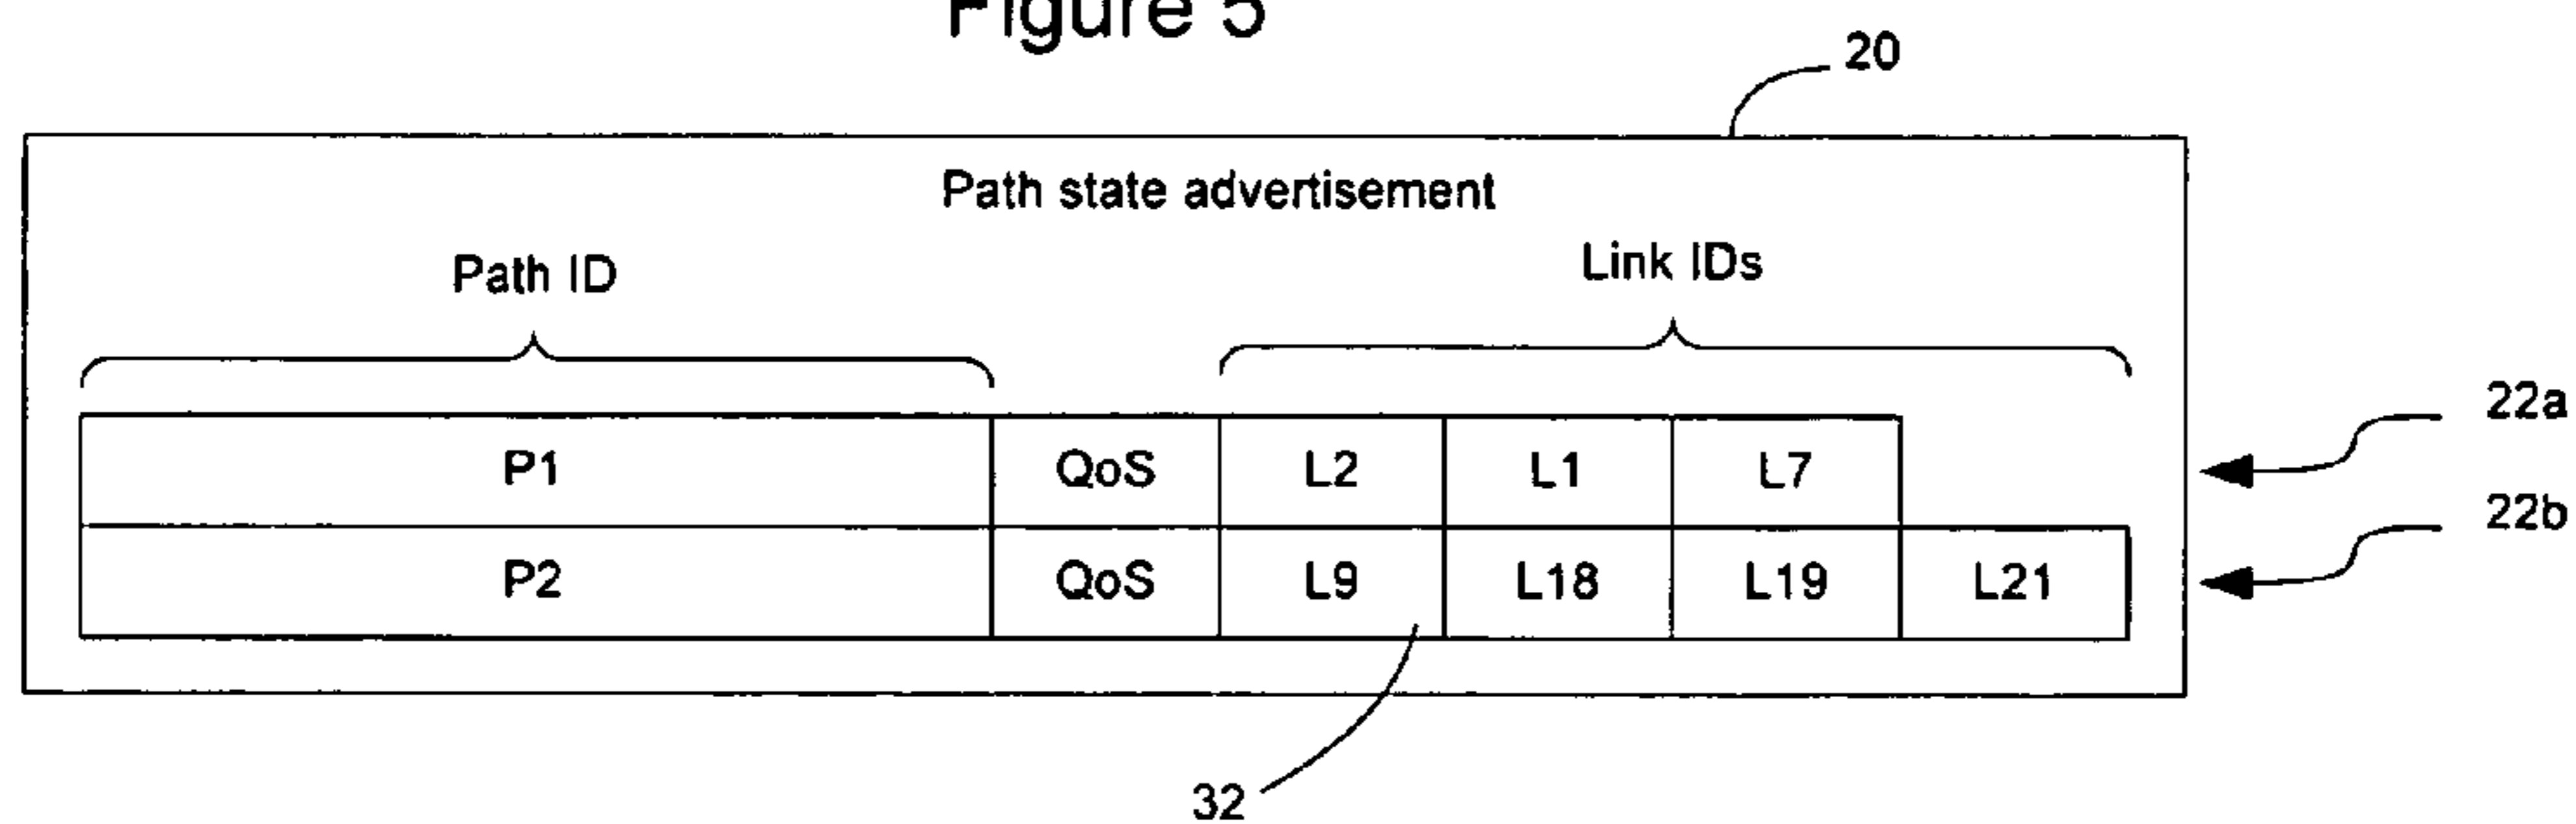 Figure 5
20
Path state advertisement
Path ID
Link IDs
P1 QoS L2 L1 L7
22a
P2 QoS L9 L18 L19 L21
22b
32